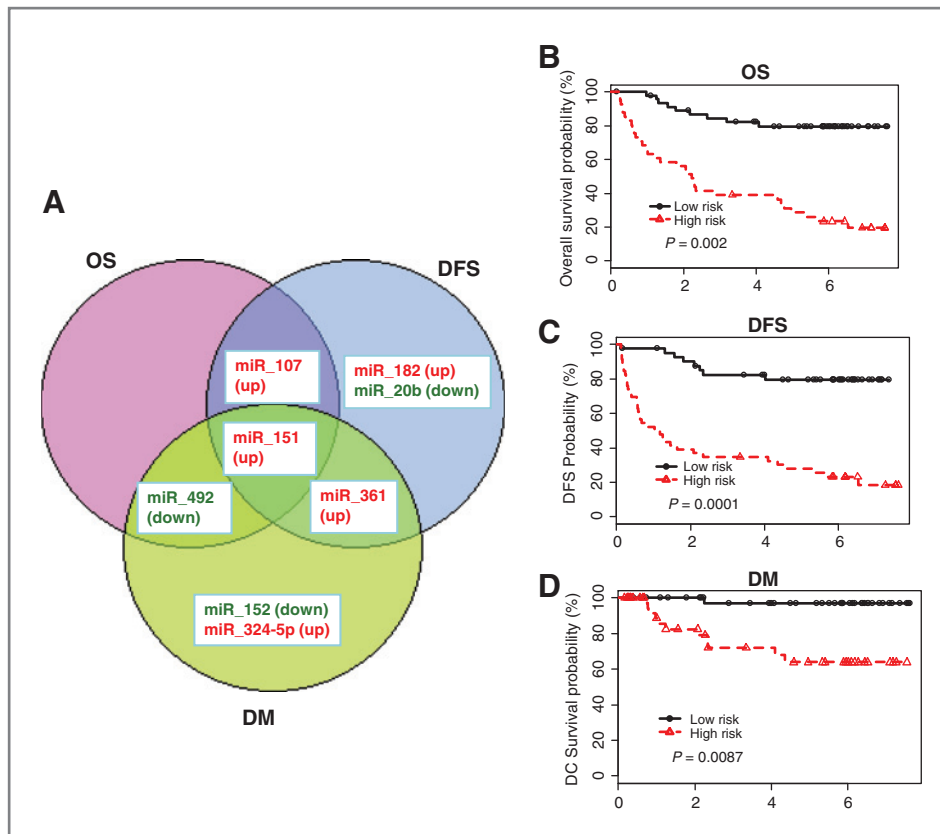 A
OS
DFS
miR_107
(up)
miR_182 (up)
miR_20b (down)
miR_151
(up)
miR_492
(down)
miR_361
(up)
miR_152 (down)
miR_324-5p (up)
DM
B
OS
Overall survival probability (%)
100
80
60
40
20
0
Low risk
High risk
P = 0.002
0 2 4 6
C
DFS
DFS Probability (%)
100
80
60
40
20
0
Low risk
High risk
P = 0.0001
0 2 4 6
D
DM
DC Survival probability (%)
100
80
60
40
20
0
Low risk
High risk
P = 0.0087
0 2 4 6